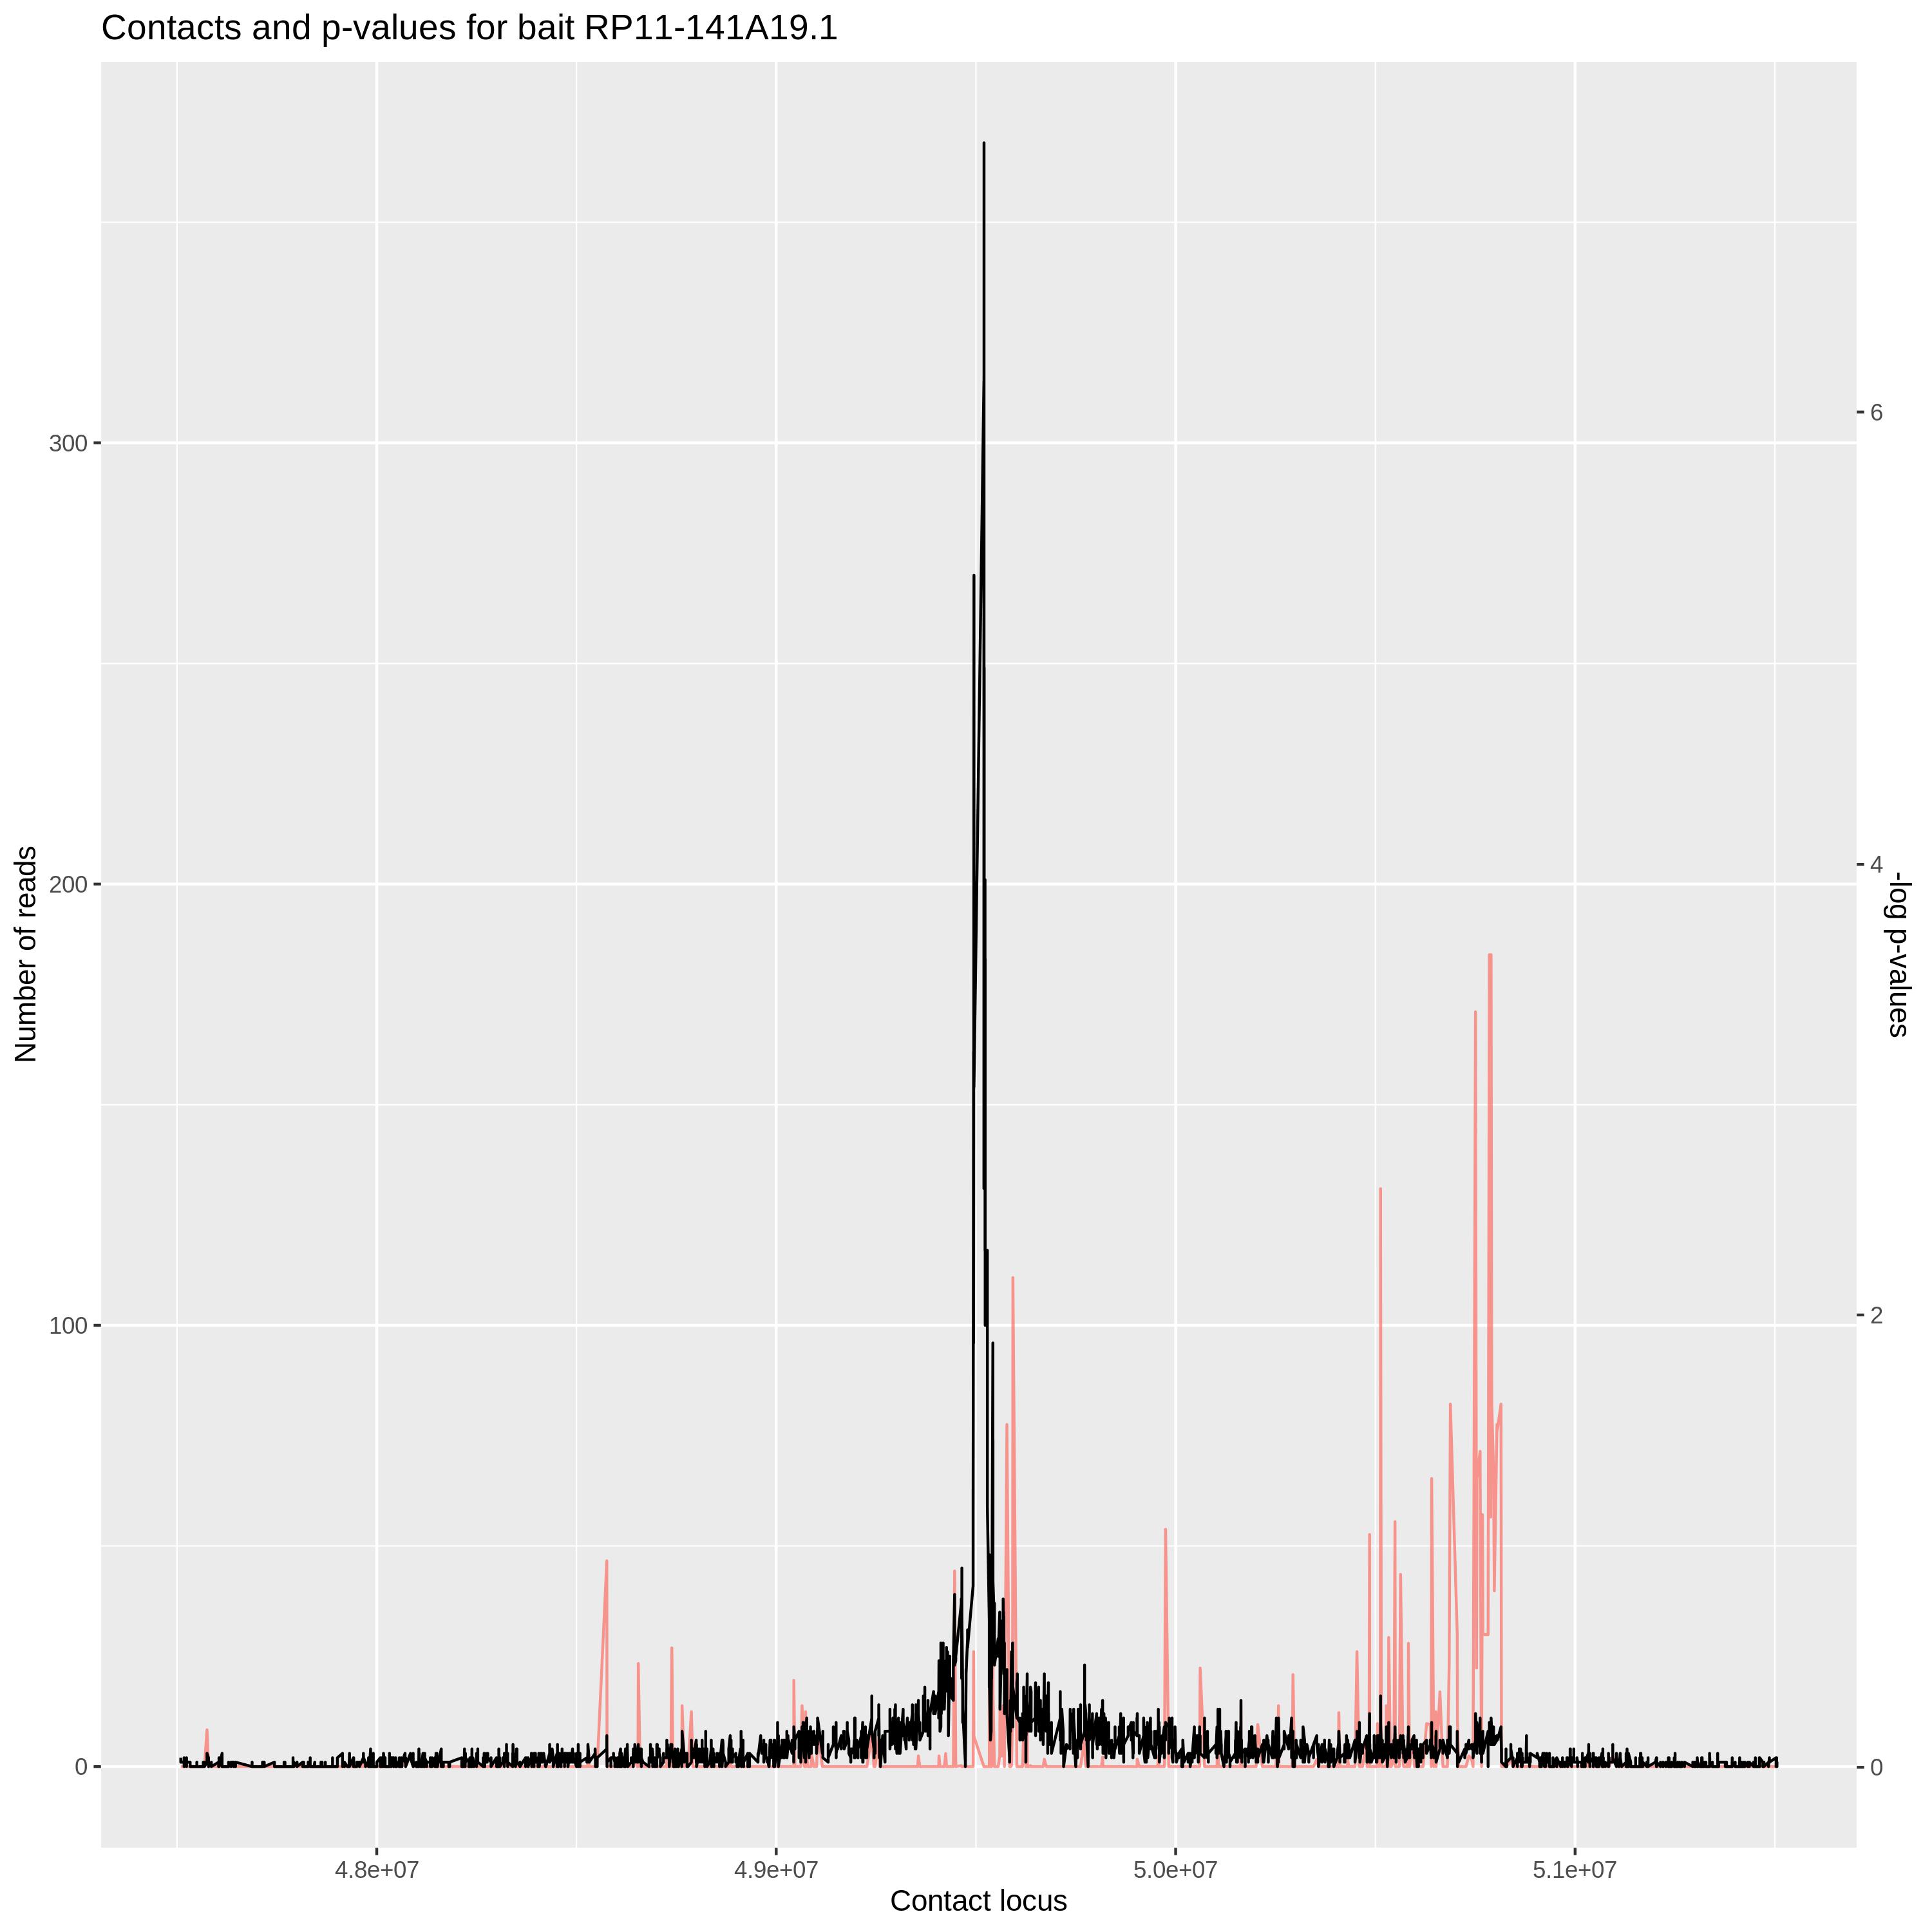 Contacts and p-values for bait RP11-141A19.1
Number of reads
300
200
100
0
6
4
2
0
-log p-values
4.8e+07
4.9e+07
5.0e+07
5.1e+07
Contact locus